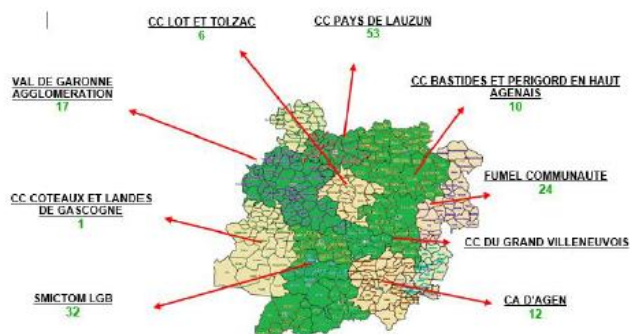 CC LOT ET TOLZAC
6
CC PAYS DE LAUZUN
53
VAL DE GARONNE
AGGLOMERATION
17
CC BASTIDES ET PERIGORD EN HAUT
AGENAIS
10
FUMEL COMMUNAUTE
24
CC COTEAUX ET LANDES
DE GASCOGNE
1
CC DU GRAND VILLENEUVOIS
SMICTOM LGB
32
CA D'AGEN
12